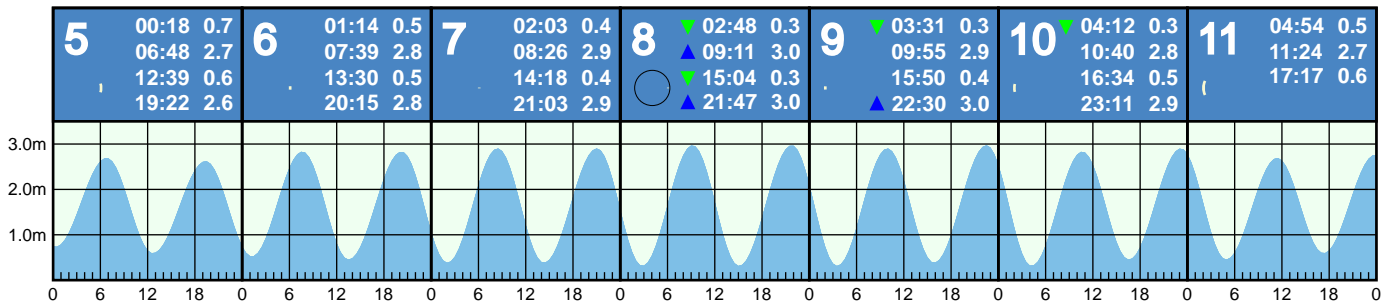 5
00:18 0.7
06:48 2.7
12:39 0.6
19:22 2.6
6
01:14 0.5
07:39 2.8
13:30 0.5
20:15 2.8
7
02:03 0.4
08:26 2.9
14:18 0.4
21:03 2.9
8
▼ 02:48 0.3
▲ 09:11 3.0
▼ 15:04 0.3
▲ 21:47 3.0
9
▼ 03:31 0.3
09:55 2.9
15:50 0.4
▲ 22:30 3.0
10
▼ 04:12 0.3
10:40 2.8
16:34 0.5
23:11 2.9
11
04:54 0.5
11:24 2.7
17:17 0.6
3.0m
2.0m
1.0m
0 6 12 18 0 6 12 18 0 6 12 18 0 6 12 18 0 6 12 18 0 6 12 18 0 6 12 18 0